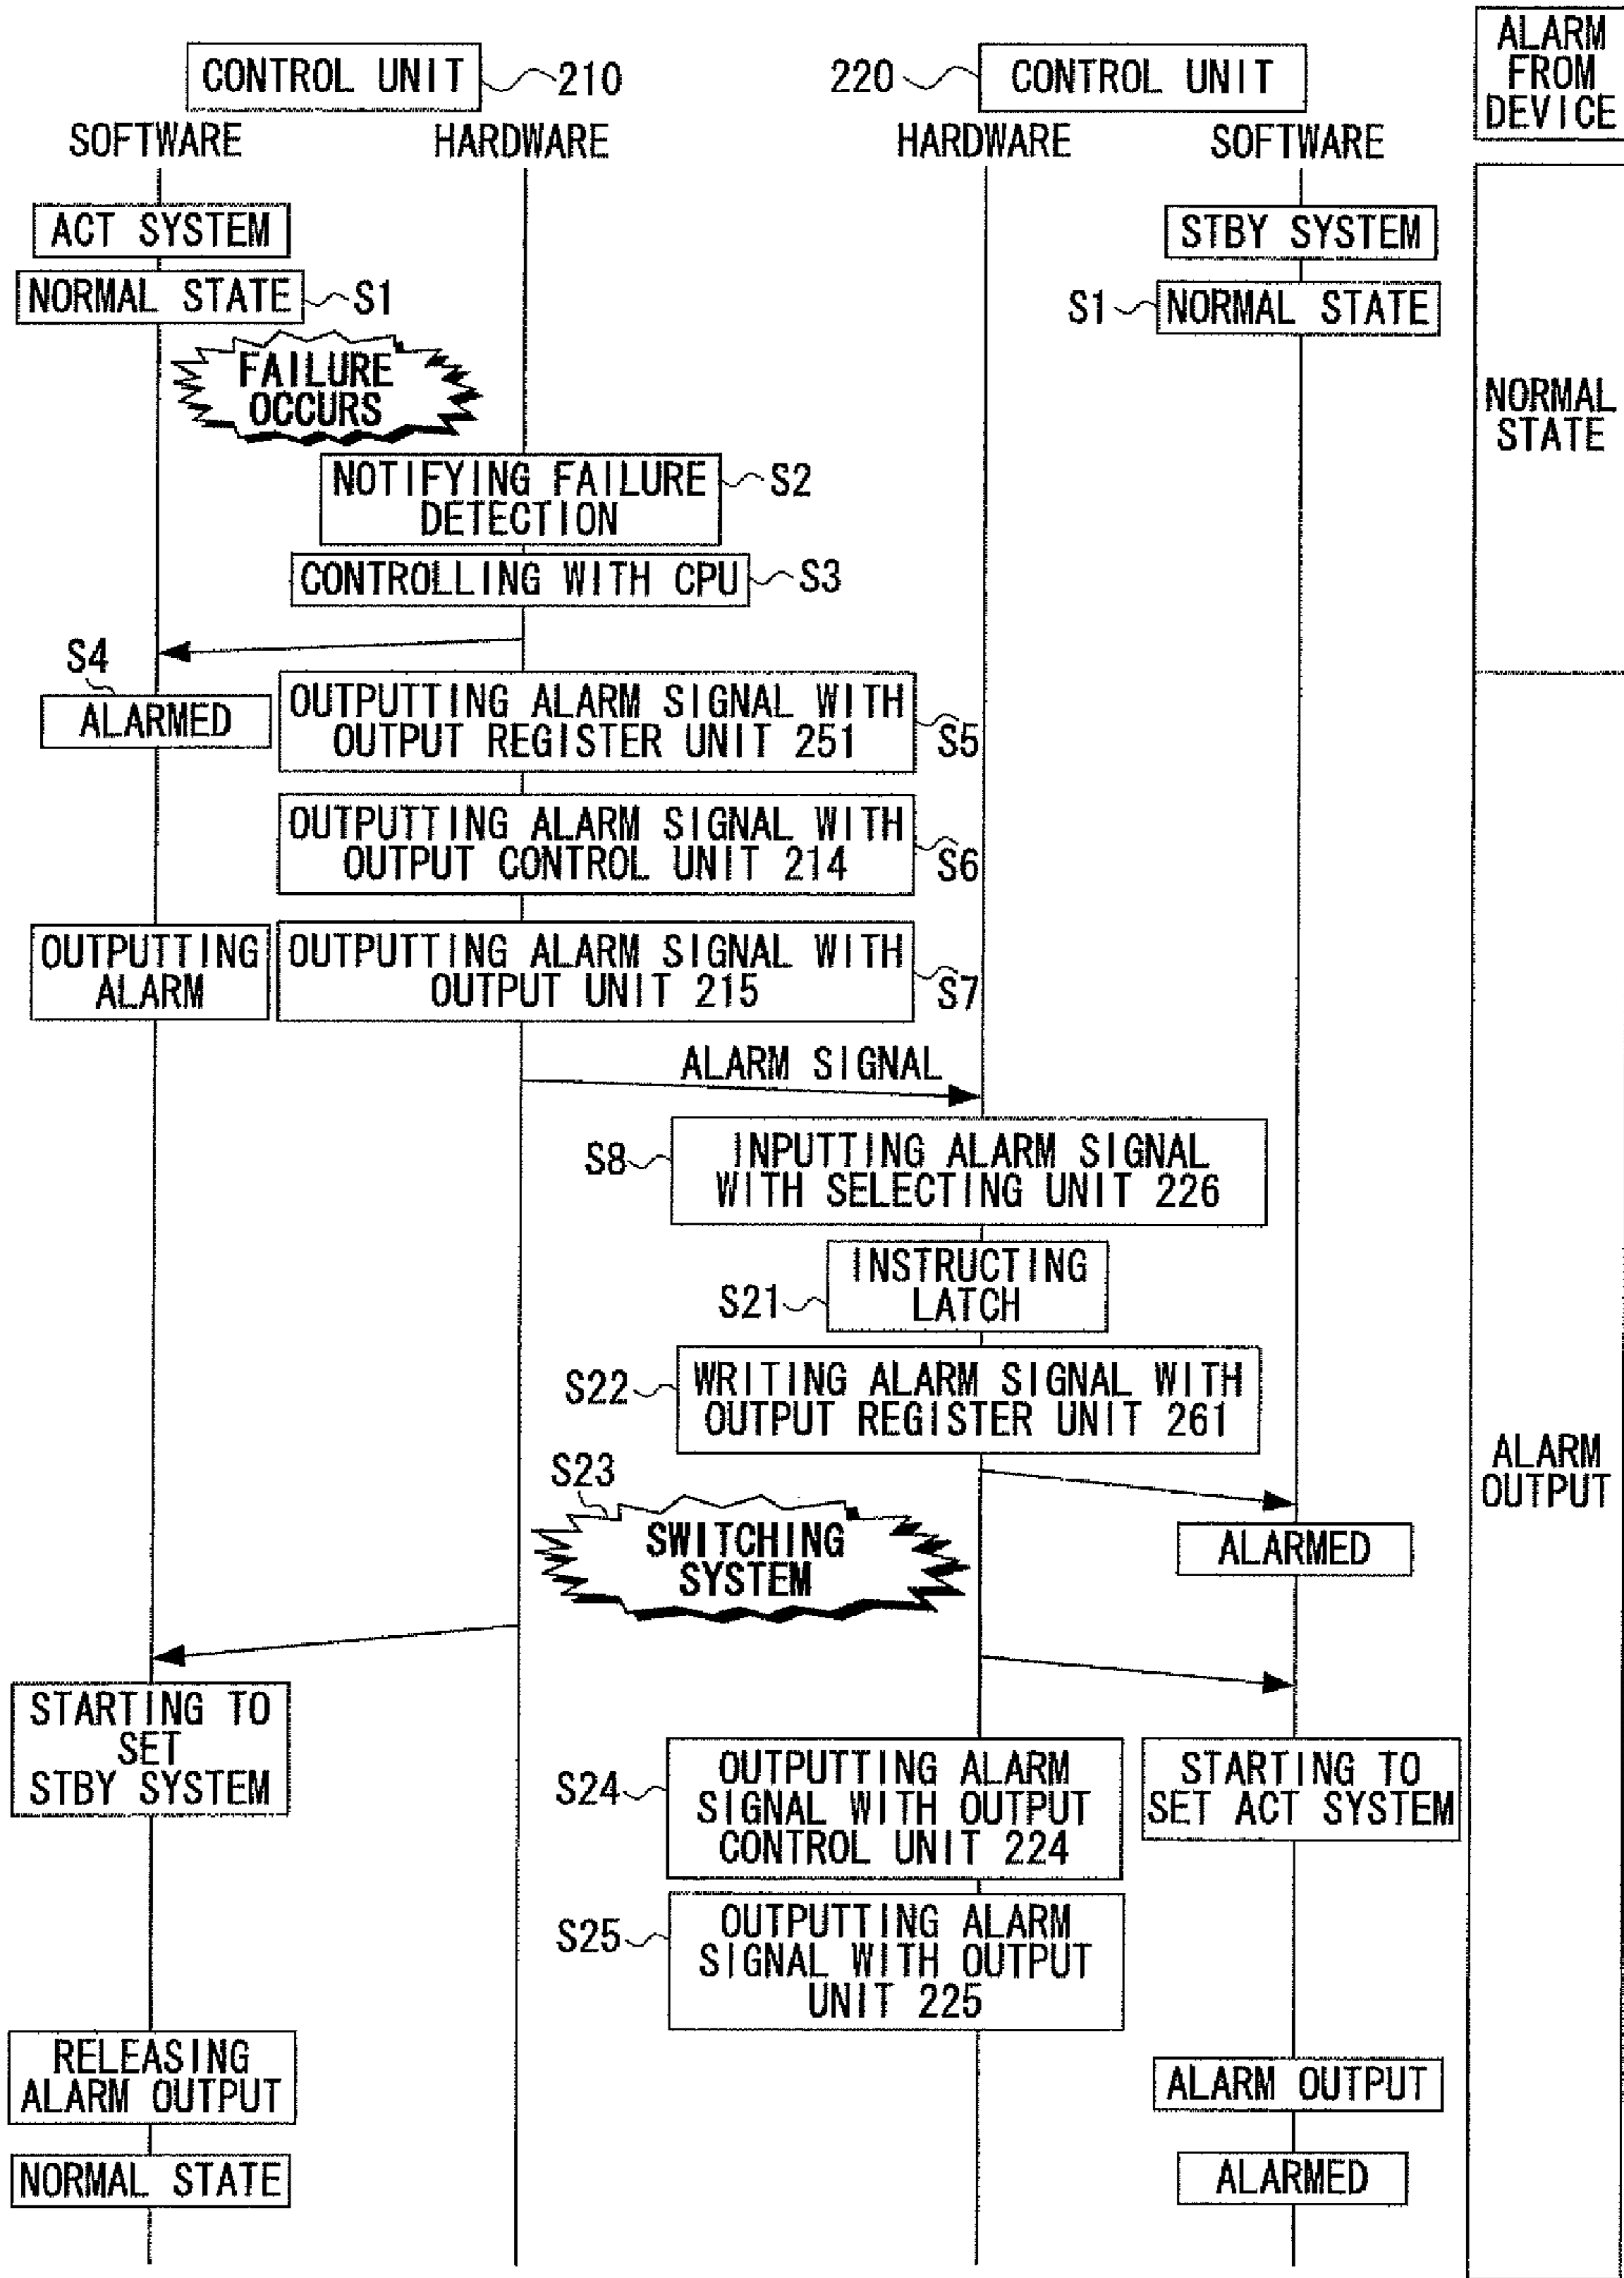 CONTROL UNIT
210
220
CONTROL UNIT
ALARM
FROM
DEVICE
SOFTWARE
HARDWARE
HARDWARE
SOFTWARE
ACT SYSTEM
STBY SYSTEM
NORMAL STATE
S1
S1
NORMAL STATE
FAILURE
OCCURS
NORMAL
STATE
NOTIFYING FAILURE
DETECTION
S2
CONTROLLING WITH CPU
S3
S4
ALARMED
OUTPUTTING ALARM SIGNAL WITH
OUTPUT REGISTER UNIT 251
S5
OUTPUTTING ALARM SIGNAL WITH
OUTPUT CONTROL UNIT 214
S6
OUTPUTTING
ALARM
OUTPUTTING ALARM SIGNAL WITH
OUTPUT UNIT 215
S7
ALARM SIGNAL
S8
INPUTTING ALARM SIGNAL
WITH SELECTING UNIT 226
S21
INSTRUCTING
LATCH
S22
WRITING ALARM SIGNAL WITH
OUTPUT REGISTER UNIT 261
ALARM
OUTPUT
S23
SWITCHING
SYSTEM
ALARMED
STARTING TO
SET
STBY SYSTEM
S24
OUTPUTTING ALARM
SIGNAL WITH OUTPUT
CONTROL UNIT 224
STARTING TO
SET ACT SYSTEM
S25
OUTPUTTING ALARM
SIGNAL WITH OUTPUT
UNIT 225
RELEASING
ALARM OUTPUT
ALARM OUTPUT
NORMAL STATE
ALARMED